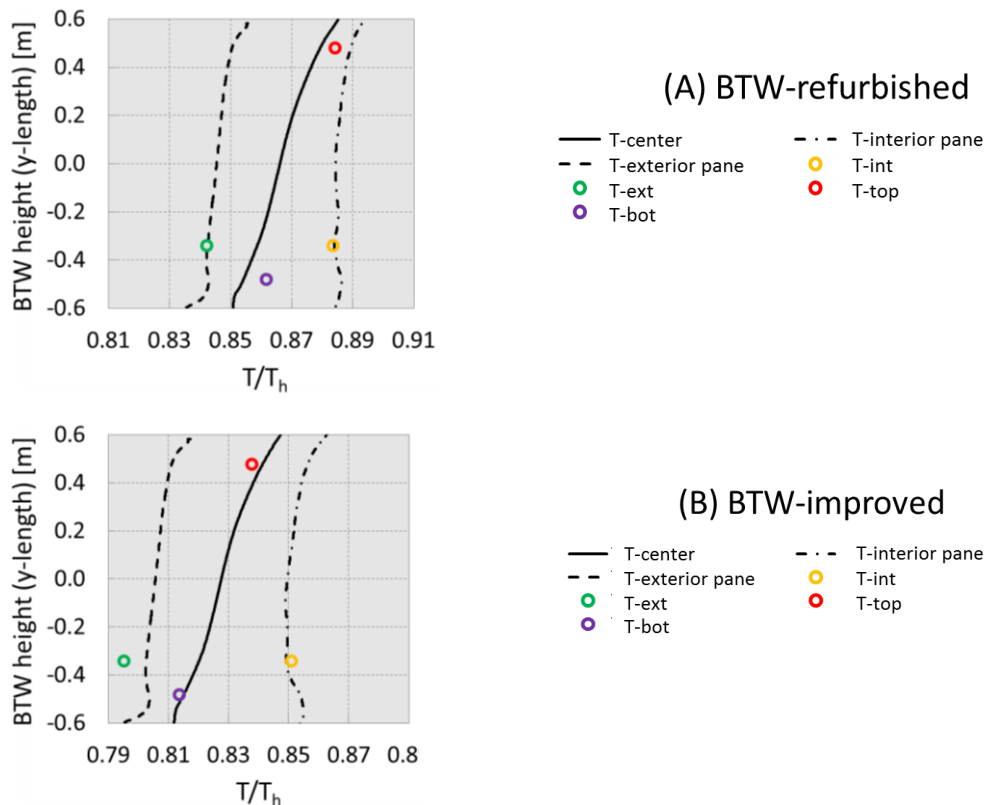 BTW height (y-length) [m]
0.6
0.4
0.2
0.0
-0.2
-0.4
-0.6
0.81 0.83 0.85 0.87 0.89 0.91
T/Th
(A) BTW-refurbished
T-center T-interior pane
T-exterior pane T-int
T-ext T-top
T-bot
BTW height (y-length) [m]
0.6
0.4
0.2
0.0
-0.2
-0.4
-0.6
0.79 0.81 0.83 0.85 0.87 0.8
T/Th
(B) BTW-improved
T-center T-interior pane
T-exterior pane T-int
T-ext T-top
T-bot